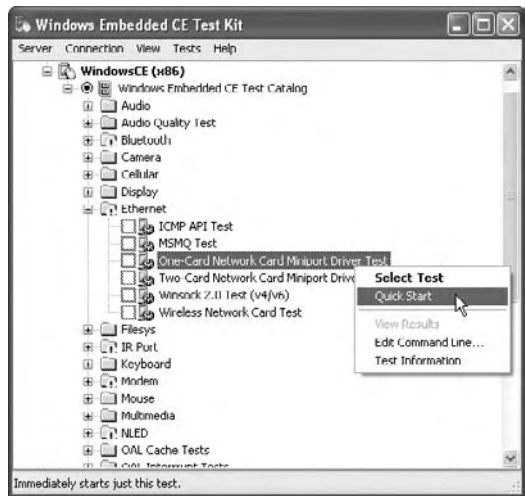 Windows Embedded CE Test Kit
Server Connection View Tests Help
WindowsCE (x86)
Windows Embedded CE Test Catalog
Audio
Audio Quality Test
Bluetooth
Camera
Cellular
Display
Ethernet
ICMP API Test
MSMQ Test
One-Card Network Card Miniport Driver Test
Two Card Network Card Miniport
Winsock 2.0 Test (v4/v6)
Wireless Network Card Test
Select Test
Quick Start
View Results
Edit Command Line...
Test Information
Filesys
IR Port
Keyboard
Modem
Mouse
Multimedia
NLED
OAL Cache Tests
OAL Interrupt Tests
Immediately starts just this test.